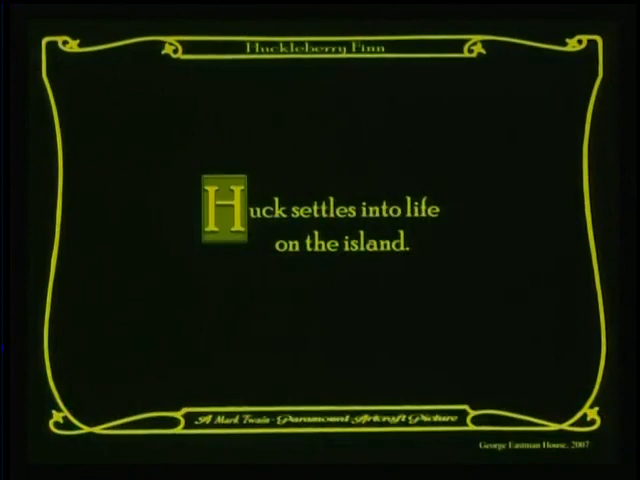 Huckleberry Finn
Huck settles into life
on the island.
A Mark Twain - Paramount Artcraft Picture
George Eastman House, 2007